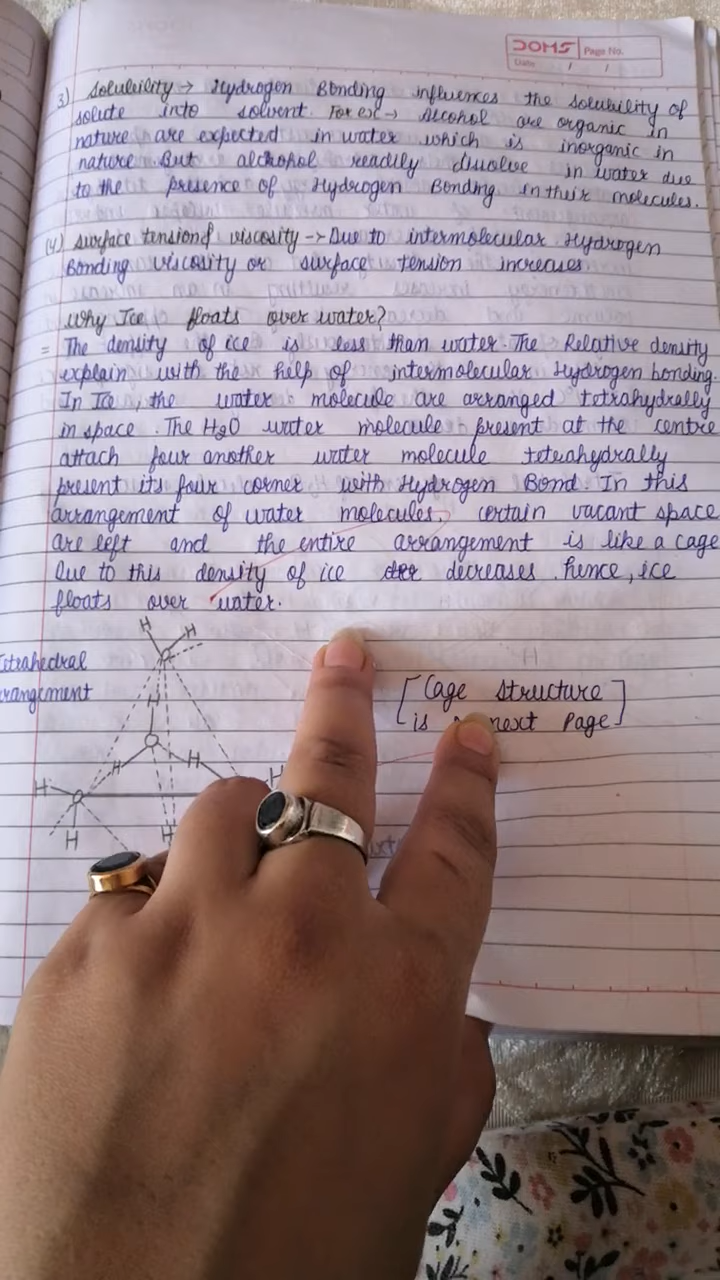 DOMS Page No.
Date / /
3) Solubility → Hydrogen Bonding influences the solubility of
solute into solvent. For ex → Alcohol are organic in
nature are expected in water which is inorganic in
nature. But alchohol readily dissolve in water due
to the presence of Hydrogen Bonding in their molecules.
(4) surface tension & viscosity → Due to intermolecular Hydrogen
Bonding viscosity or surface tension increases
Why Ice floats over water?
= The density of ice is less than water. The Relative density
explain with the help of intermolecular Hydrogen bonding.
In Ice, the water molecule are arranged tetrahydrally
in space. The H2O water molecule present at the centre
attach four another water molecule tetrahydrally
present its four corner with Hydrogen Bond. In this
arrangement of water molecules, certain vacant space
are left and the entire arrangement is like a cage
Due to this density of ice decreases. hence, ice
floats over water.
H H
O
H
O
H H
H O H
H H
Tetrahedral
arrangement
[Cage structure
is next Page]